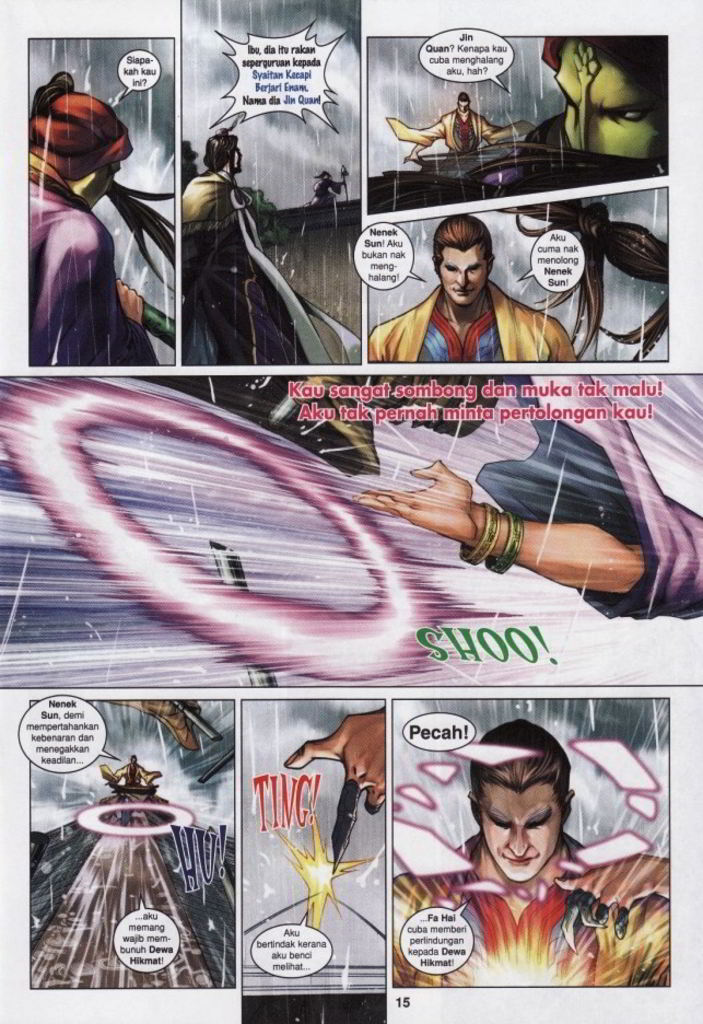 Siapa-
kah kau
ini?
Ibu, dia itu rakan
seperguruan kepada
Syaitan Kecapi
Berjari Enam.
Nama dia Jin Quan!
Jin
Quan? Kenapa kau
cuba menghalang
aku, hah?
Nenek
Sun! Aku
bukan nak
meng-
halang!
Aku
cuma nak
menolong
Nenek
Sun!
Kau sangat sombong dan muka tak malu!
Aku tak pernah minta pertolongan kau!
SHOO!
Nenek
Sun, demi
mempertahankan
kebenaran dan
menegakkan
keadilan...
HU!
...aku
memang
wajib mem-
bunuh Dewa
Hikmat!
TING!
Aku
bertindak kerana
aku benci
melihat...
Pecah!
...Fa Hai
cuba memberi
perlindungan
kepada Dewa
Hikmat!
15